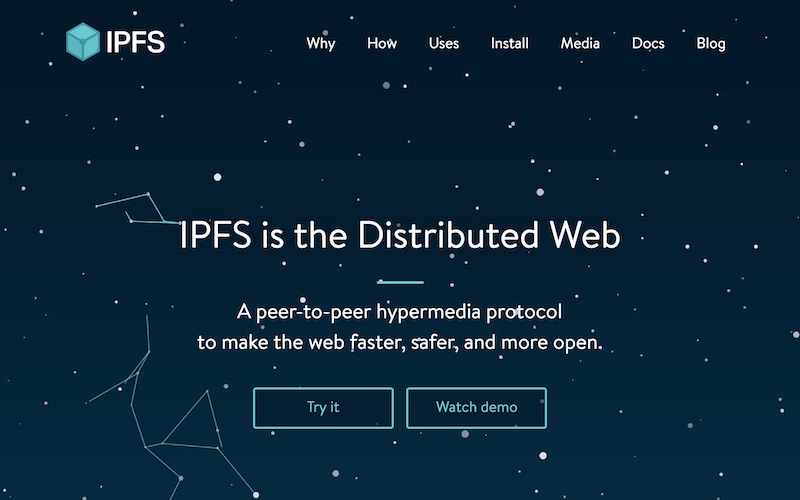 IPFS
Why How Uses Install Media Docs Blog
IPFS is the Distributed Web
A peer-to-peer hypermedia protocol
to make the web faster, safer, and more open.
Try it Watch demo